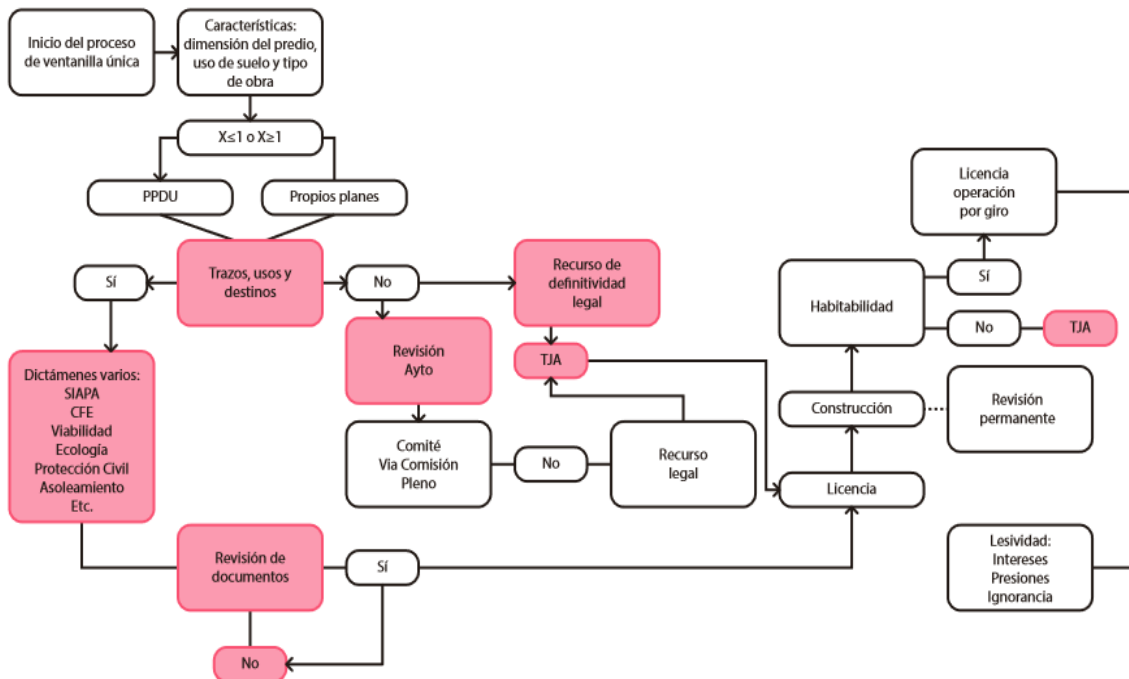 Inicio del proceso
de ventanilla única
Características:
dimensión del predio,
uso de suelo y tipo
de obra
X≤1 o X≥1
PPDU
Propios planes
Trazos, usos y
destinos
Sí
No
Recurso de
definitividad
legal
Revisión
Ayto
TJA
Dictámenes varios:
SIAPA
CFE
Viabilidad
Ecología
Protección Civil
Asoleamiento
Etc.
Comité
Via Comisión
Pleno
No
Recurso
legal
Revisión de
documentos
Sí
No
Licencia
operación
por giro
Habitabilidad
Sí
No
TJA
Construcción
Revisión
permanente
Licencia
Lesividad:
Intereses
Presiones
Ignorancia